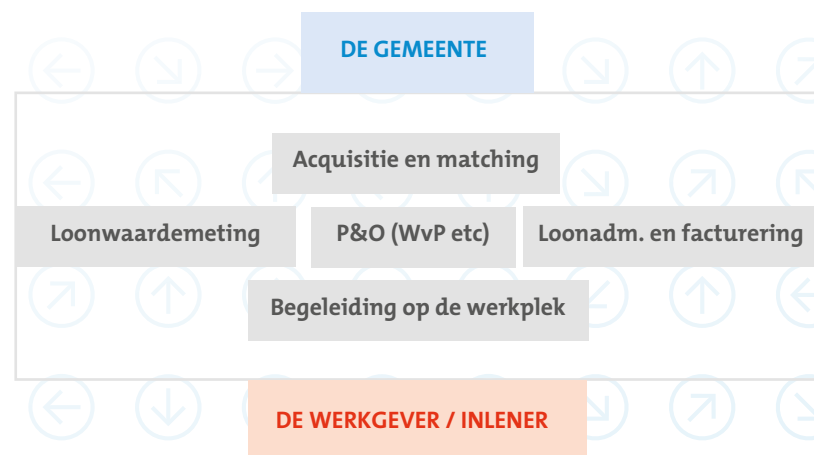 DE GEMEENTE
Acquisitie en matching
Loonwaardemeting
P&O (WvP etc)
Loonadm. en facturering
Begeleiding op de werkplek
DE WERKGEVER / INLENER